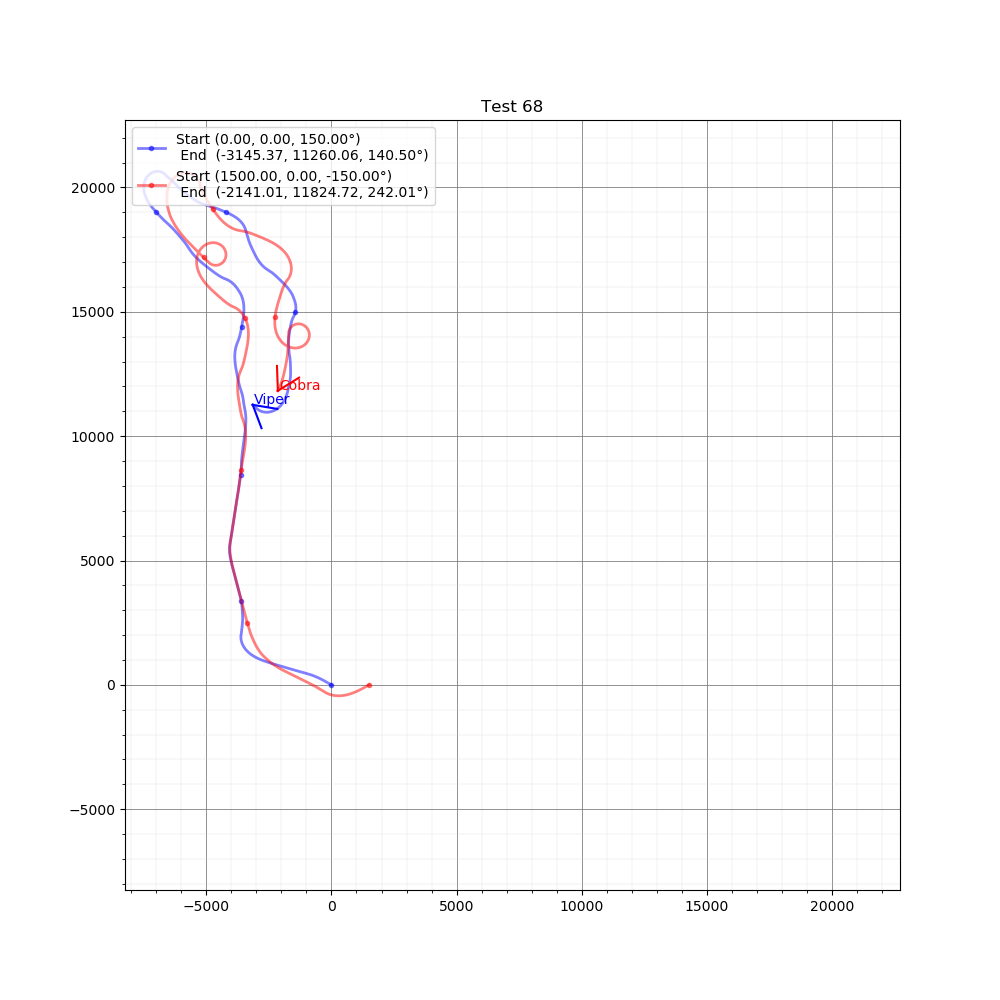 Test 68
Start (0.00, 0.00, 150.00°)
End  (-3145.37, 11260.06, 140.50°)
Start (1500.00, 0.00, -150.00°)
End  (-2141.01, 11824.72, 242.01°)
20000
15000
10000
5000
0
−5000
Cobra
Viper
−5000
0
5000
10000
15000
20000